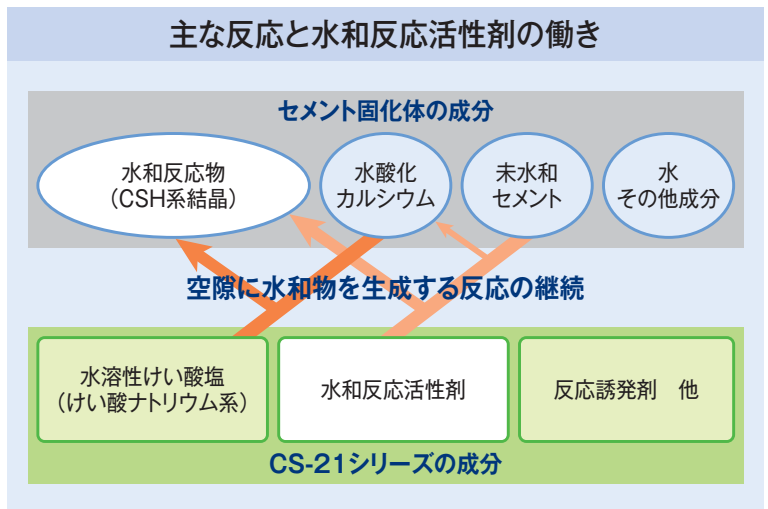 主な反応と水和反応活性剤の働き
セメント固化体の成分
水和反応物
（CSH系結晶）
水酸化
カルシウム
未水和
セメント
水
その他成分
空隙に水和物を生成する反応の継続
水溶性けい酸塩
（けい酸ナトリウム系）
水和反応活性剤
反応誘発剤　他
CS-21シリーズの成分